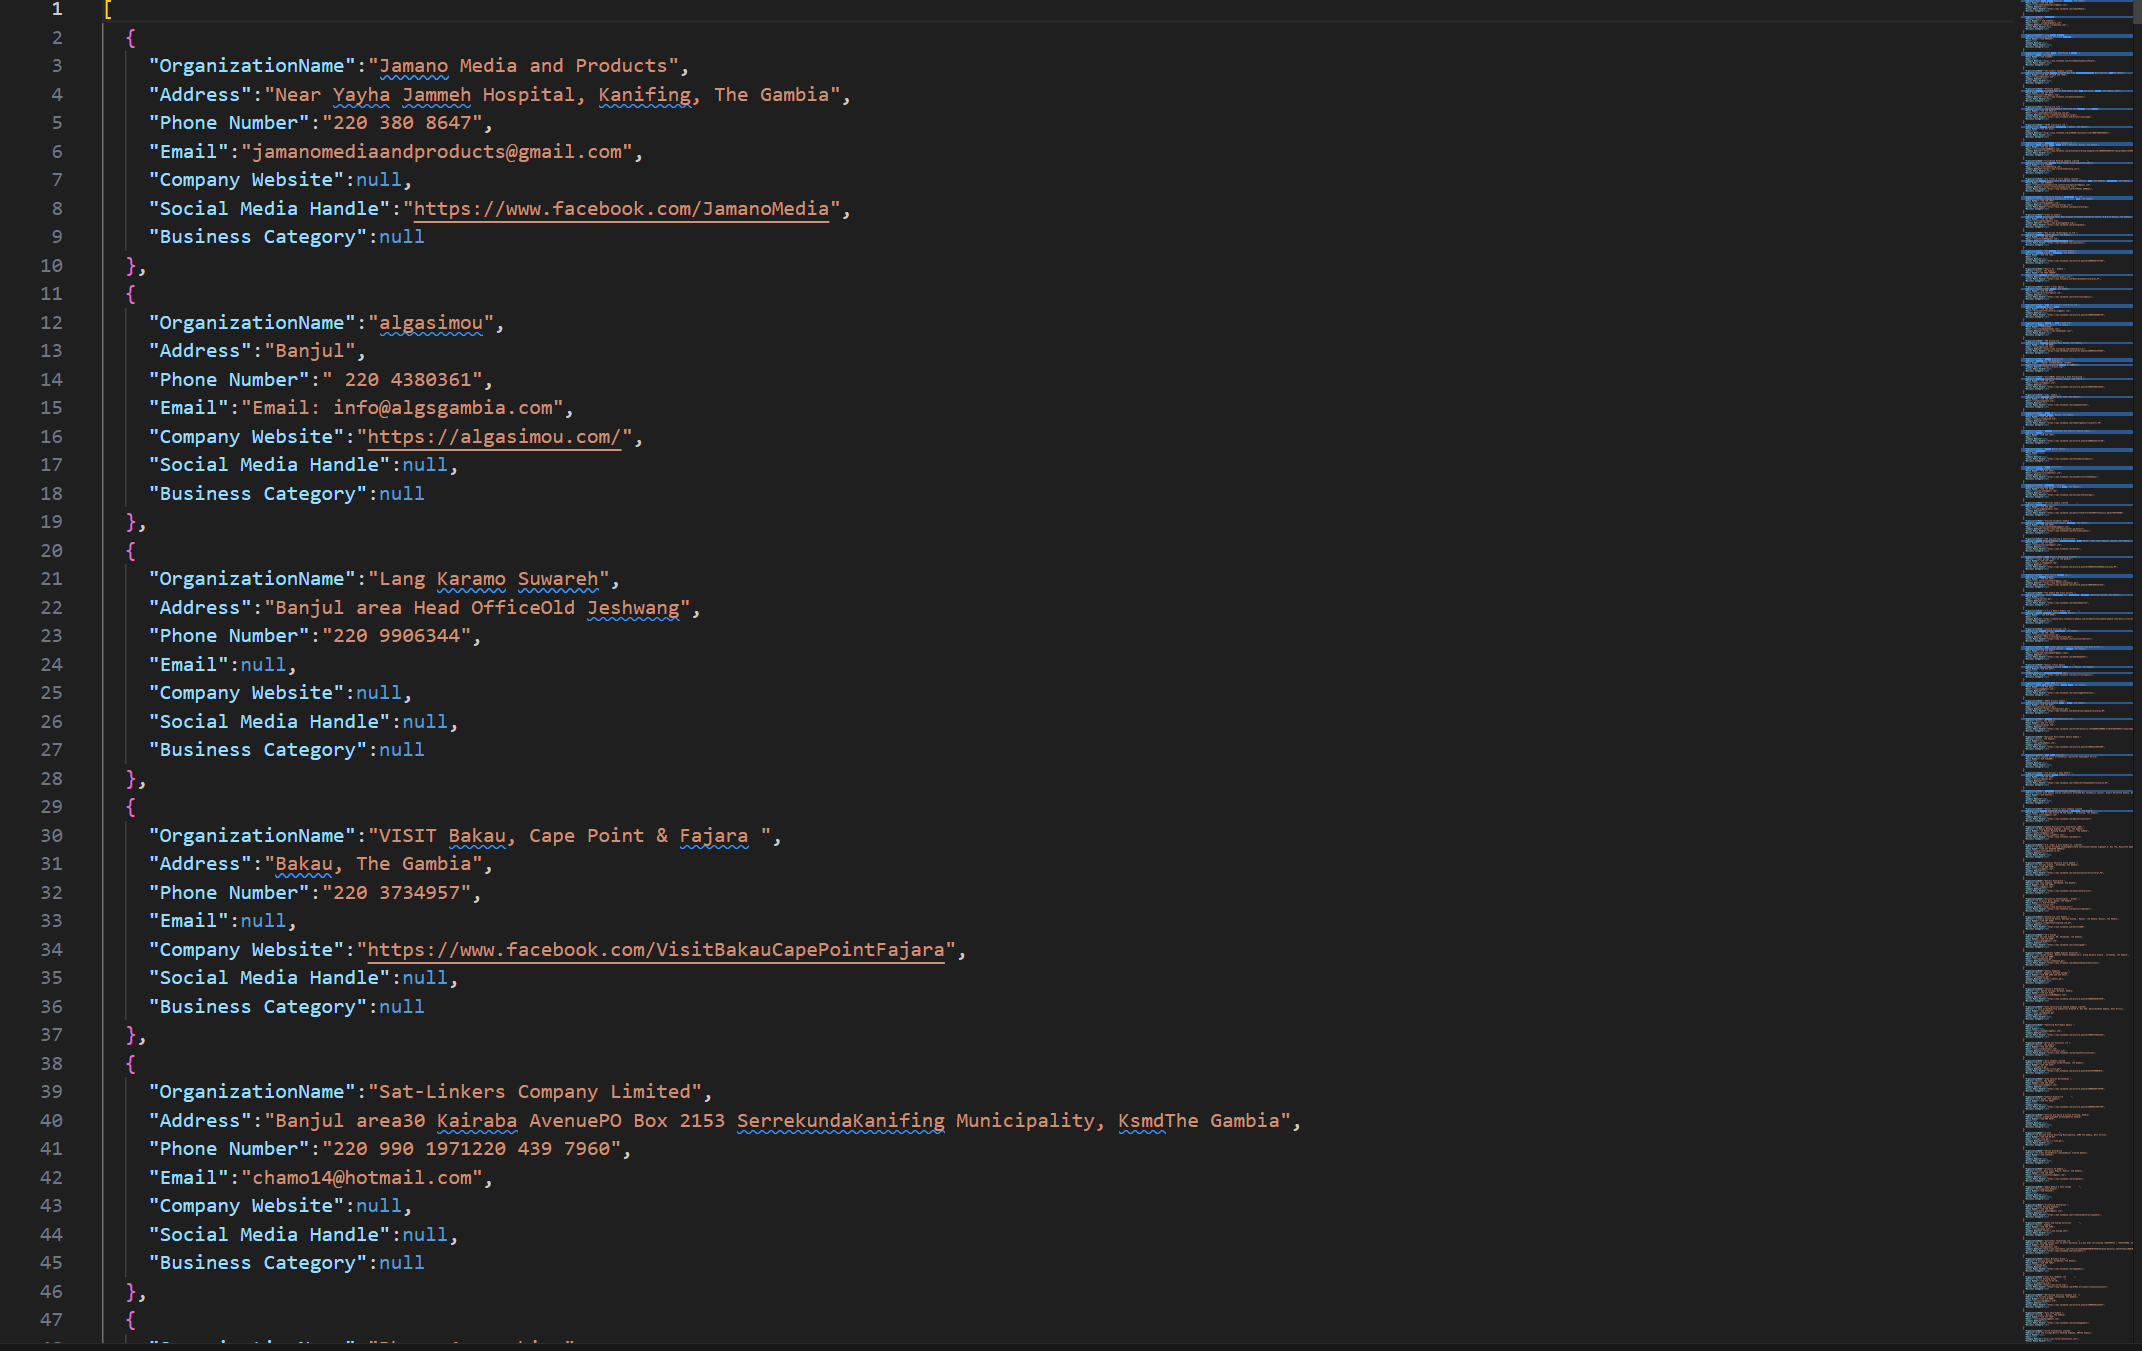 1 [
2 {
3 "OrganizationName":"Jamano Media and Products",
4 "Address":"Near Yayha Jammeh Hospital, Kanifing, The Gambia",
5 "Phone Number":"220 380 8647",
6 "Email":"jamanomediaandproducts@gmail.com",
7 "Company Website":null,
8 "Social Media Handle":"https://www.facebook.com/JamanoMedia",
9 "Business Category":null
10 },
11 {
12 "OrganizationName":"algasimou",
13 "Address":"Banjul",
14 "Phone Number":" 220 4380361",
15 "Email":"Email: info@algsgambia.com",
16 "Company Website":"https://algasimou.com/",
17 "Social Media Handle":null,
18 "Business Category":null
19 },
20 {
21 "OrganizationName":"Lang Karamo Suwareh",
22 "Address":"Banjul area Head OfficeOld Jeshwang",
23 "Phone Number":"220 9906344",
24 "Email":null,
25 "Company Website":null,
26 "Social Media Handle":null,
27 "Business Category":null
28 },
29 {
30 "OrganizationName":"VISIT Bakau, Cape Point & Fajara ",
31 "Address":"Bakau, The Gambia",
32 "Phone Number":"220 3734957",
33 "Email":null,
34 "Company Website":"https://www.facebook.com/VisitBakauCapePointFajara",
35 "Social Media Handle":null,
36 "Business Category":null
37 },
38 {
39 "OrganizationName":"Sat-Linkers Company Limited",
40 "Address":"Banjul area30 Kairaba AvenuePO Box 2153 SerrekundaKanifing Municipality, KsmdThe Gambia",
41 "Phone Number":"220 990 1971220 439 7960",
42 "Email":"chamo14@hotmail.com",
43 "Company Website":null,
44 "Social Media Handle":null,
45 "Business Category":null
46 },
47 {